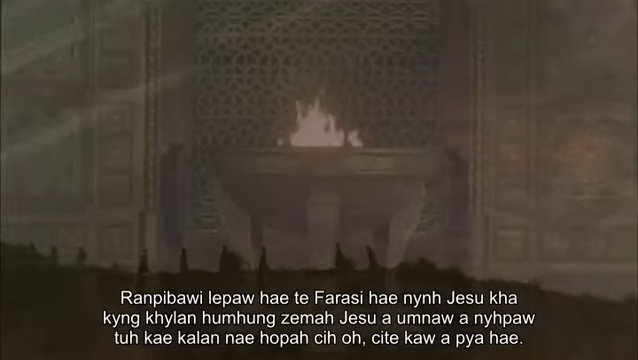 Ranpibawi lepaw hae te Farasi hae nynh Jesu kha
kyng khylan humhung zemah Jesu a umnaw a nyhpaw
tuh kae kalan nae hopah cih oh, cite kaw a pya hae.